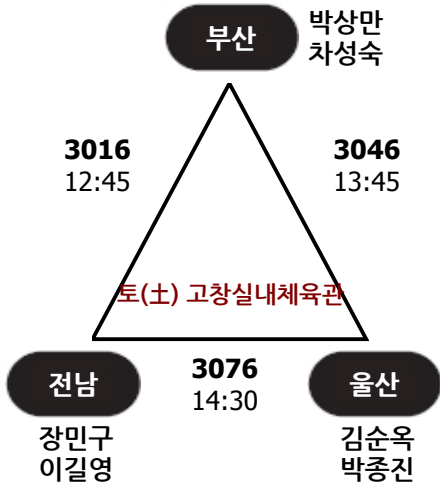 부산
박상만
차성숙
3016
12:45
3046
13:45
토(土) 고창실내체육관
전남
3076
14:30
울산
장민구
이길영
김순옥
박종진